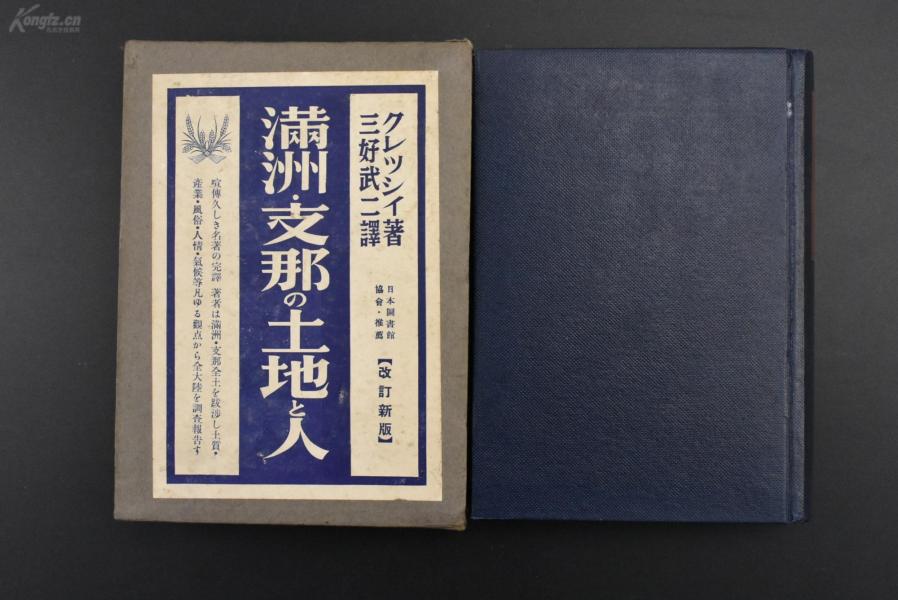 Kongfz.cn
クレッシイ著
三好武二譯
日本圖書館
協會・推薦
【改訂新版】
滿洲・支那の土地と人
喧傳久しき名著の完譯 著者は滿洲・支那全土を跋涉し土質・
產業・風俗・人情・氣候等凡ゆる觀点から全大陸を調查報告す